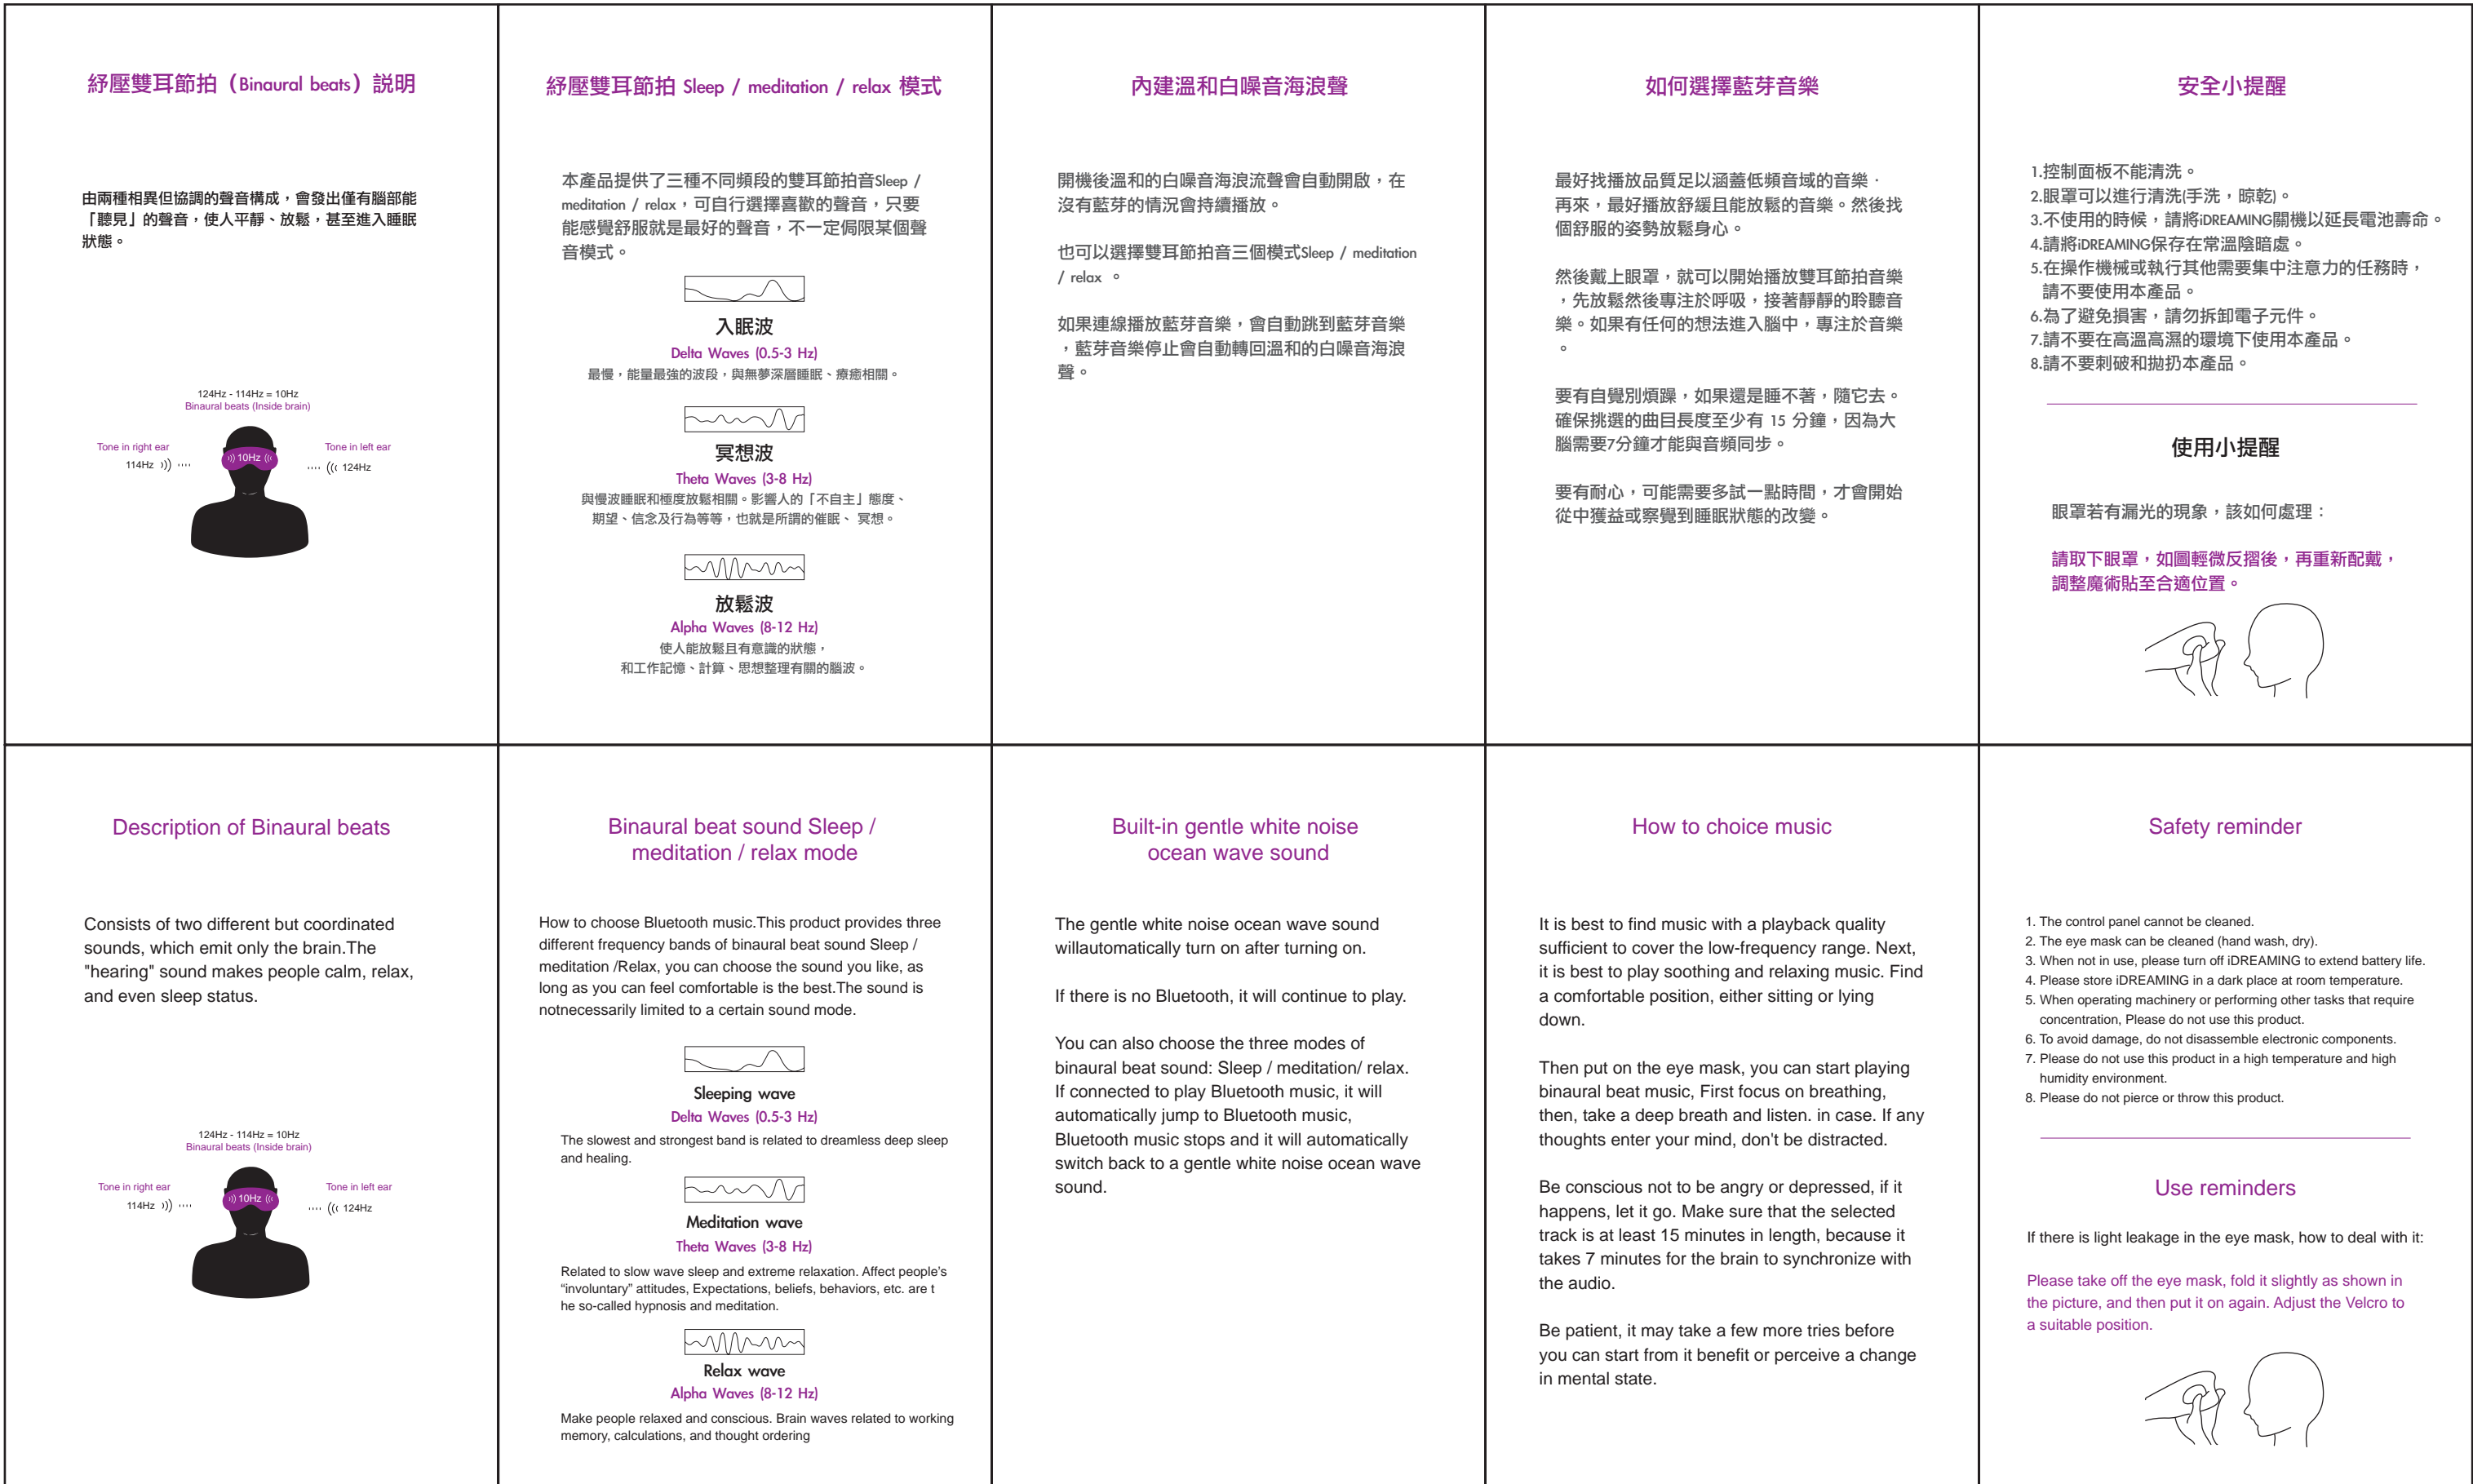 紓壓雙耳節拍（Binaural beats）説明
由兩種相異但協調的聲音構成，會發出僅有腦部能
「聽見」的聲音，使人平靜、放鬆，甚至進入睡眠
狀態。
124Hz - 114Hz = 10Hz
Binaural beats (Inside brain)
Tone in right ear
114Hz
10Hz
Tone in left ear
124Hz
紓壓雙耳節拍 Sleep / meditation / relax 模式
本產品提供了三種不同頻段的雙耳節拍音Sleep /
meditation / relax，可自行選擇喜歡的聲音，只要
能感覺舒服就是最好的聲音，不一定侷限某個聲
音模式。
入眠波
Delta Waves (0.5-3 Hz)
最慢，能量最強的波段，與無夢深層睡眠、療癒相關。
冥想波
Theta Waves (3-8 Hz)
與慢波睡眠和極度放鬆相關。影響人的「不自主」態度、
期望、信念及行為等等，也就是所謂的催眠、 冥想。
放鬆波
Alpha Waves (8-12 Hz)
使人能放鬆且有意識的狀態，
和工作記憶、計算、思想整理有關的腦波。
內建溫和白噪音海浪聲
開機後溫和的白噪音海浪流聲會自動開啟，在
沒有藍芽的情況會持續播放。
也可以選擇雙耳節拍音三個模式Sleep / meditation
/ relax 。
如果連線播放藍芽音樂，會自動跳到藍芽音樂
，藍芽音樂停止會自動轉回溫和的白噪音海浪
聲。
如何選擇藍芽音樂
最好找播放品質足以涵蓋低頻音域的音樂．
再來，最好播放舒緩且能放鬆的音樂。然後找
個舒服的姿勢放鬆身心。
然後戴上眼罩，就可以開始播放雙耳節拍音樂
，先放鬆然後專注於呼吸，接著靜靜的聆聽音
樂。如果有任何的想法進入腦中，專注於音樂
。
要有自覺別煩躁，如果還是睡不著，隨它去。
確保挑選的曲目長度至少有 15 分鐘，因為大
腦需要7分鐘才能與音頻同步。
要有耐心，可能需要多試一點時間，才會開始
從中獲益或察覺到睡眠狀態的改變。
安全小提醒
1.控制面板不能清洗。
2.眼罩可以進行清洗(手洗，晾乾)。
3.不使用的時候，請將iDREAMING關機以延長電池壽命。
4.請將iDREAMING保存在常溫陰暗處。
5.在操作機械或執行其他需要集中注意力的任務時，
請不要使用本產品。
6.為了避免損害，請勿拆卸電子元件。
7.請不要在高溫高濕的環境下使用本產品。
8.請不要刺破和拋扔本產品。
使用小提醒
眼罩若有漏光的現象，該如何處理：
請取下眼罩，如圖輕微反摺後，再重新配戴，
調整魔術貼至合適位置。
Description of Binaural beats
Consists of two different but coordinated
sounds, which emit only the brain.The
"hearing" sound makes people calm, relax,
and even sleep status.
124Hz - 114Hz = 10Hz
Binaural beats (Inside brain)
Tone in right ear
114Hz
10Hz
Tone in left ear
124Hz
Binaural beat sound Sleep /
meditation / relax mode
How to choose Bluetooth music.This product provides three
different frequency bands of binaural beat sound Sleep /
meditation /Relax, you can choose the sound you like, as
long as you can feel comfortable is the best.The sound is
notnecessarily limited to a certain sound mode.
Sleeping wave
Delta Waves (0.5-3 Hz)
The slowest and strongest band is related to dreamless deep sleep
and healing.
Meditation wave
Theta Waves (3-8 Hz)
Related to slow wave sleep and extreme relaxation. Affect people's
“involuntary” attitudes, Expectations, beliefs, behaviors, etc. are t
he so-called hypnosis and meditation.
Relax wave
Alpha Waves (8-12 Hz)
Make people relaxed and conscious. Brain waves related to working
memory, calculations, and thought ordering
Built-in gentle white noise
ocean wave sound
The gentle white noise ocean wave sound
willautomatically turn on after turning on.
If there is no Bluetooth, it will continue to play.
You can also choose the three modes of
binaural beat sound: Sleep / meditation/ relax.
If connected to play Bluetooth music, it will
automatically jump to Bluetooth music,
Bluetooth music stops and it will automatically
switch back to a gentle white noise ocean wave
sound.
How to choice music
It is best to find music with a playback quality
sufficient to cover the low-frequency range. Next,
it is best to play soothing and relaxing music. Find
a comfortable position, either sitting or lying
down.
Then put on the eye mask, you can start playing
binaural beat music, First focus on breathing,
then, take a deep breath and listen. in case. If any
thoughts enter your mind, don't be distracted.
Be conscious not to be angry or depressed, if it
happens, let it go. Make sure that the selected
track is at least 15 minutes in length, because it
takes 7 minutes for the brain to synchronize with
the audio.
Be patient, it may take a few more tries before
you can start from it benefit or perceive a change
in mental state.
Safety reminder
1. The control panel cannot be cleaned.
2. The eye mask can be cleaned (hand wash, dry).
3. When not in use, please turn off iDREAMING to extend battery life.
4. Please store iDREAMING in a dark place at room temperature.
5. When operating machinery or performing other tasks that require
concentration, Please do not use this product.
6. To avoid damage, do not disassemble electronic components.
7. Please do not use this product in a high temperature and high
humidity environment.
8. Please do not pierce or throw this product.
Use reminders
If there is light leakage in the eye mask, how to deal with it:
Please take off the eye mask, fold it slightly as shown in
the picture, and then put it on again. Adjust the Velcro to
a suitable position.